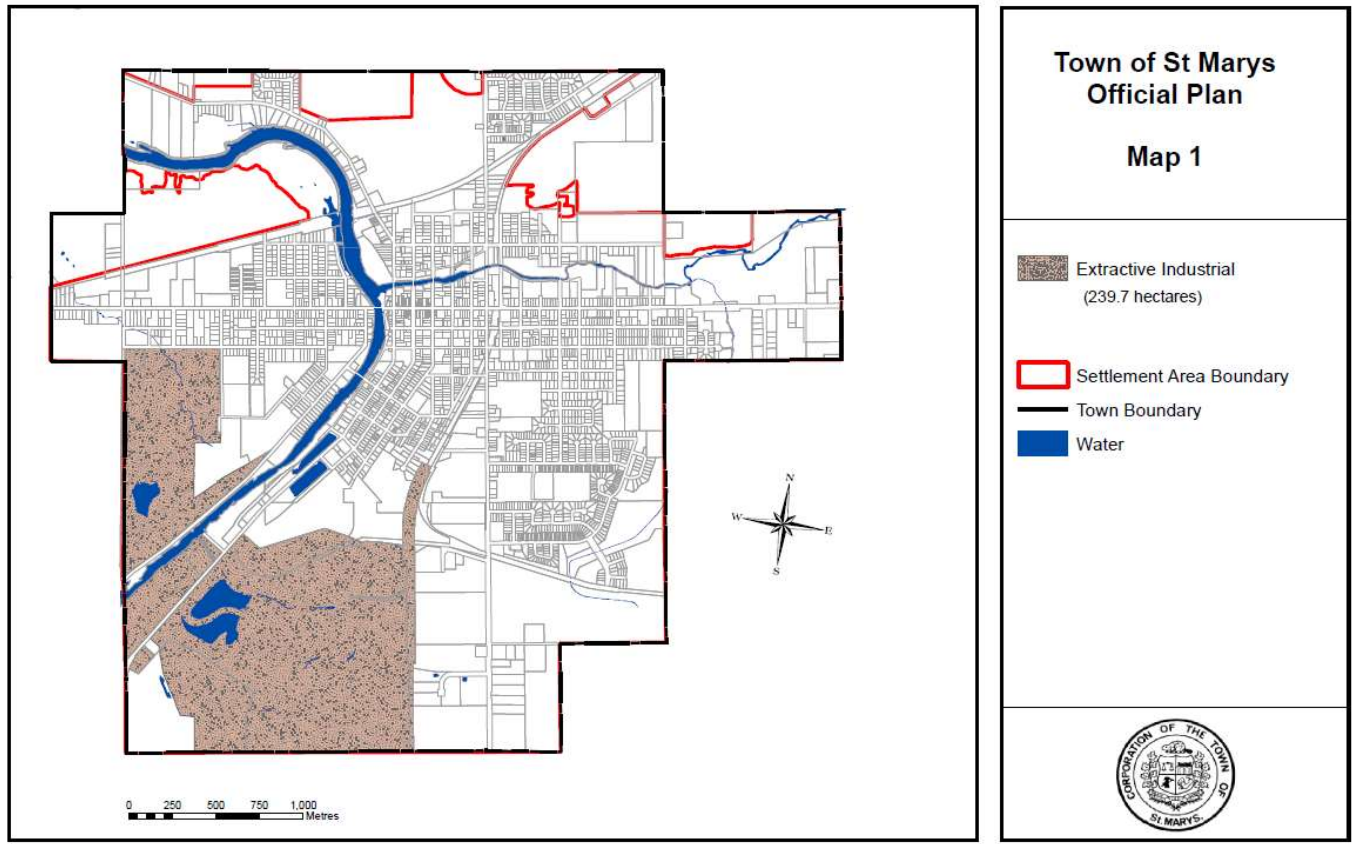 Town of St Marys
Official Plan
Map 1
Extractive Industrial
(239.7 hectares)
Settlement Area Boundary
Town Boundary
Water
N
W
E
S
0 250 500 750 1,000
Metres
CORPORATION OF THE TOWN OF
St. MARYS.